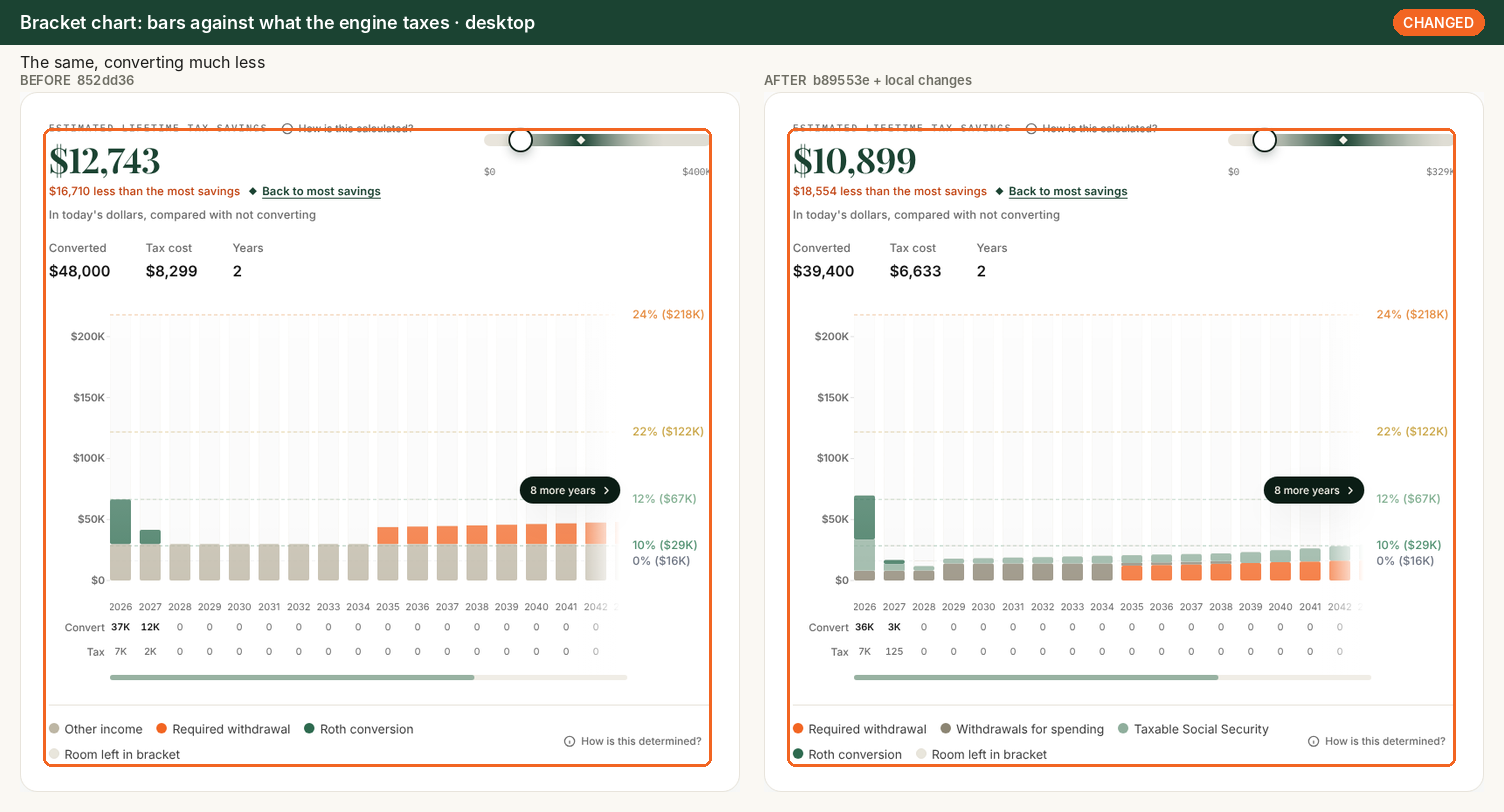 Bracket chart: bars against what the engine taxes · desktop
CHANGED
The same, converting much less
BEFORE 852dd36
ESTIMATED LIFETIME TAX SAVINGS How is this calculated?
$12,743
$0 $400K
$16,710 less than the most savings ◆ Back to most savings
In today's dollars, compared with not converting
Converted Tax cost Years
$48,000 $8,299 2
24% ($218K)
$200K
$150K
22% ($122K)
$100K
8 more years
12% ($67K)
$50K
10% ($29K)
0% ($16K)
$0
2026 2027 2028 2029 2030 2031 2032 2033 2034 2035 2036 2037 2038 2039 2040 2041 2042
Convert 37K 12K 0 0 0 0 0 0 0 0 0 0 0 0 0 0 0
Tax 7K 2K 0 0 0 0 0 0 0 0 0 0 0 0 0 0 0
Other income Required withdrawal Roth conversion
Room left in bracket
How is this determined?
AFTER b89553e + local changes
ESTIMATED LIFETIME TAX SAVINGS How is this calculated?
$10,899
$0 $329K
$18,554 less than the most savings ◆ Back to most savings
In today's dollars, compared with not converting
Converted Tax cost Years
$39,400 $6,633 2
24% ($218K)
$200K
$150K
22% ($122K)
$100K
8 more years
12% ($67K)
$50K
10% ($29K)
0% ($16K)
$0
2026 2027 2028 2029 2030 2031 2032 2033 2034 2035 2036 2037 2038 2039 2040 2041 2042
Convert 36K 3K 0 0 0 0 0 0 0 0 0 0 0 0 0 0 0
Tax 7K 125 0 0 0 0 0 0 0 0 0 0 0 0 0 0 0
Required withdrawal Withdrawals for spending Taxable Social Security
Roth conversion Room left in bracket
How is this determined?